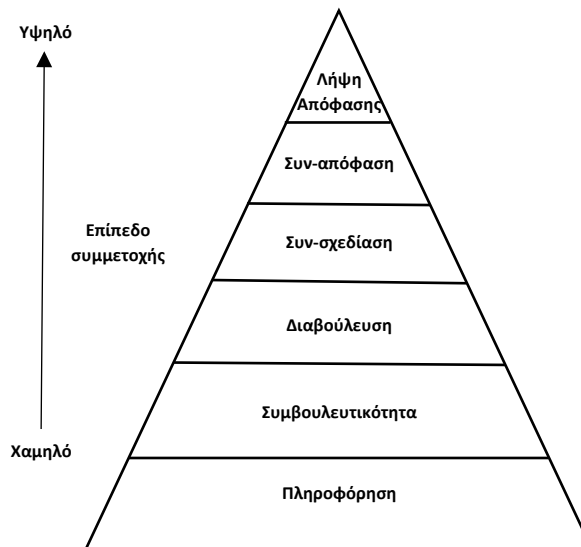 Υψηλό
Λήψη
Απόφασης
Συν-απόφαση
Επίπεδο
συμμετοχής
Συν-σχεδίαση
Διαβούλευση
Συμβουλευτικότητα
Χαμηλό
Πληροφόρηση